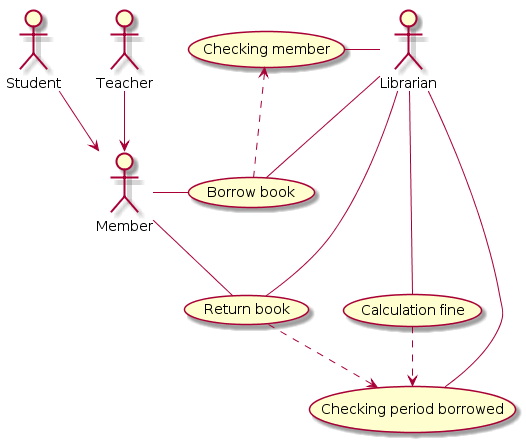 Checking member
Student
Teacher
Librarian
Borrow book
Member
Return book
Calculation fine
Checking period borrowed